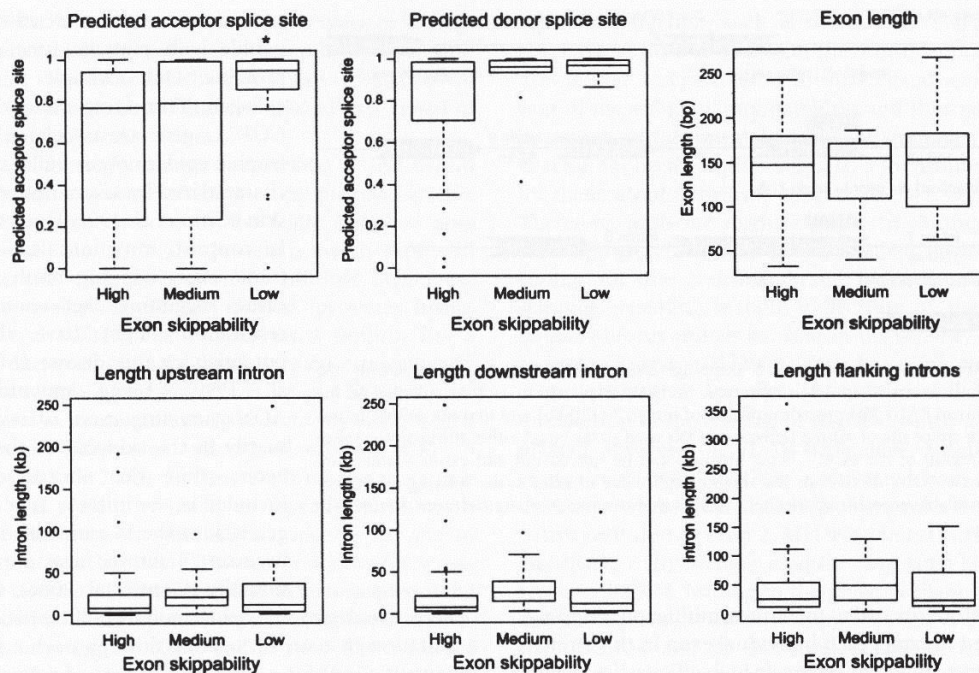 Predicted acceptor splice site
Predicted acceptor splice site
1
0.8
0.6
0.4
0.2
0
*
High
Medium
Low
Exon skippability
Predicted donor splice site
Predicted acceptor splice site
1
0.8
0.6
0.4
0.2
0
High
Medium
Low
Exon skippability
Exon length
Exon length (bp)
250
200
150
100
50
High
Medium
Low
Exon skippability
Length upstream intron
Intron length (kb)
250
200
150
100
50
0
High
Medium
Low
Exon skippability
Length downstream intron
Intron length (kb)
250
200
150
100
50
0
High
Medium
Low
Exon skippability
Length flanking introns
Intron length (kb)
350
300
250
200
150
100
50
0
High
Medium
Low
Exon skippability